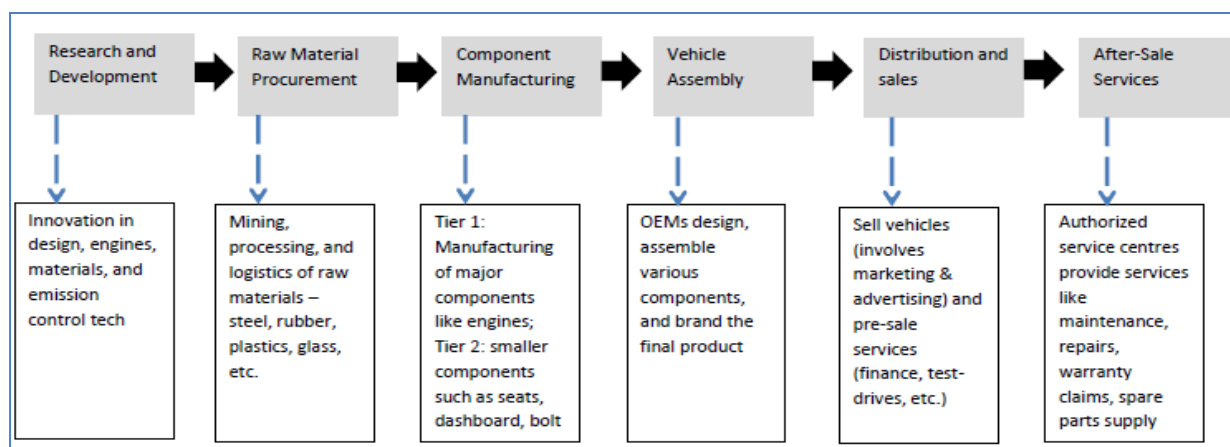 Research and
Development
Raw Material
Procurement
Component
Manufacturing
Vehicle
Assembly
Distribution and
sales
After-Sale
Services
Innovation in
design, engines,
materials, and
emission
control tech
Mining,
processing, and
logistics of raw
materials –
steel, rubber,
plastics, glass,
etc.
Tier 1:
Manufacturing
of major
components
like engines;
Tier 2: smaller
components
such as seats,
dashboard, bolt
OEMs design,
assemble
various
components,
and brand the
final product
Sell vehicles
(involves
marketing &
advertising) and
pre-sale
services
(finance, test-
drives, etc.)
Authorized
service centres
provide services
like
maintenance,
repairs,
warranty
claims, spare
parts supply